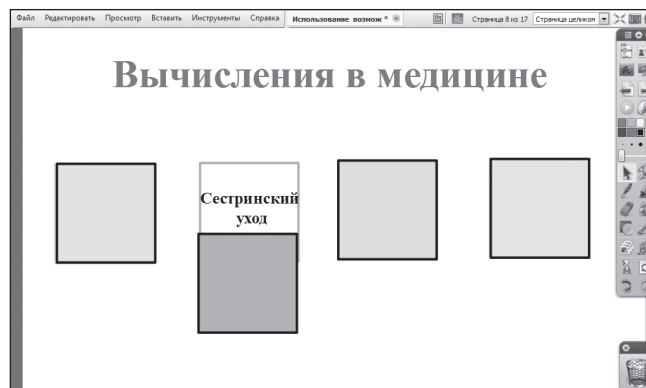 Файл Редактировать Просмотр Вставить Инструменты Справка Использование возмож * Страница 8 из 17 Страница целиком
Вычисления в медицине
Сестринский
уход